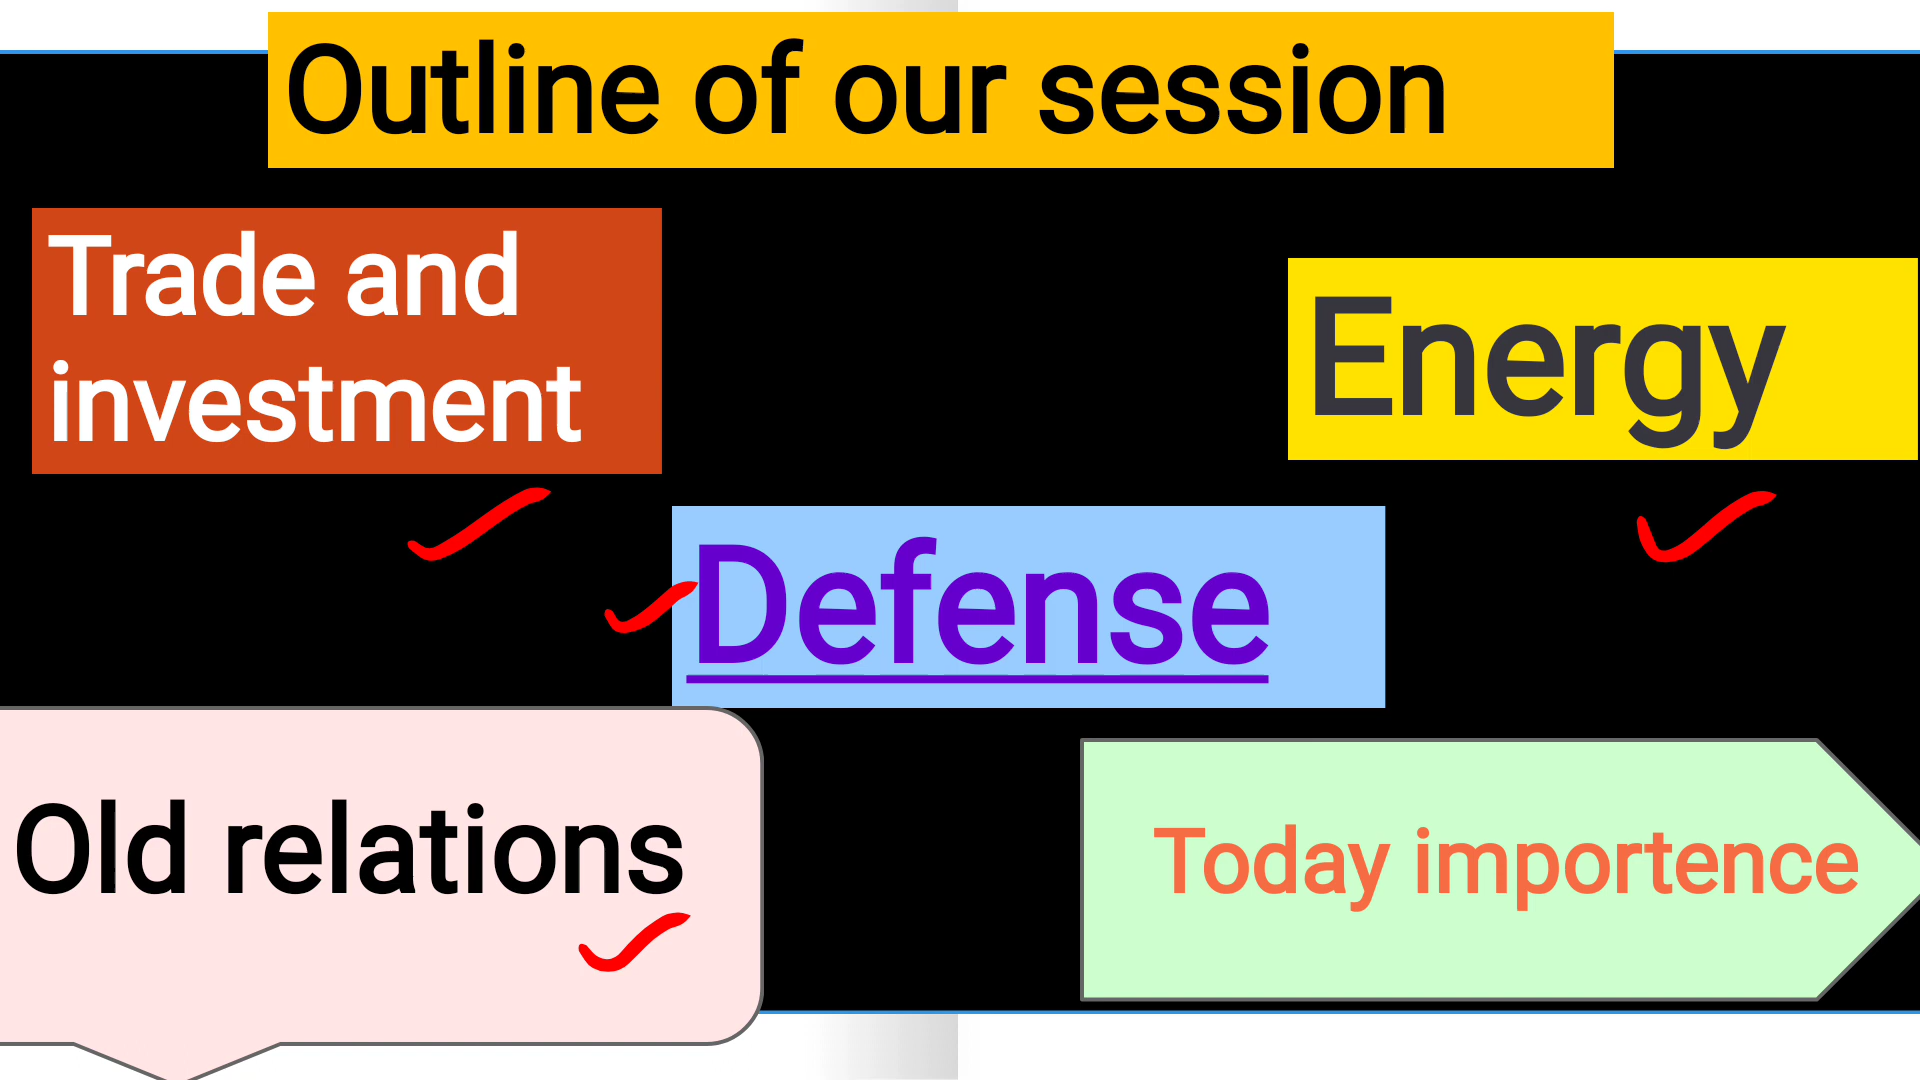 Outline of our session
Trade and
investment
Energy
Defense
Old relations
Today importence